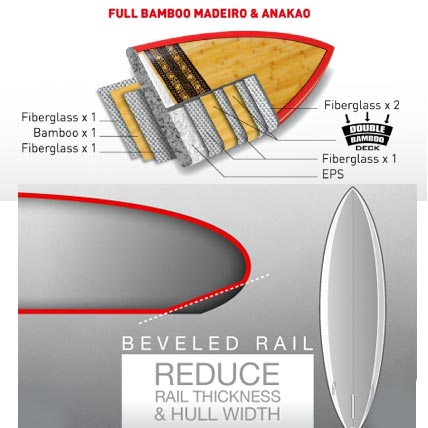 FULL BAMBOO MADEIRO & ANAKAO
Fiberglass x 1
Bamboo x 1
Fiberglass x 1
Fiberglass x 2
DOUBLE
BAMBOO
DECK
Fiberglass x 1
EPS
BEVELED RAIL
REDUCE
RAIL THICKNESS
& HULL WIDTH